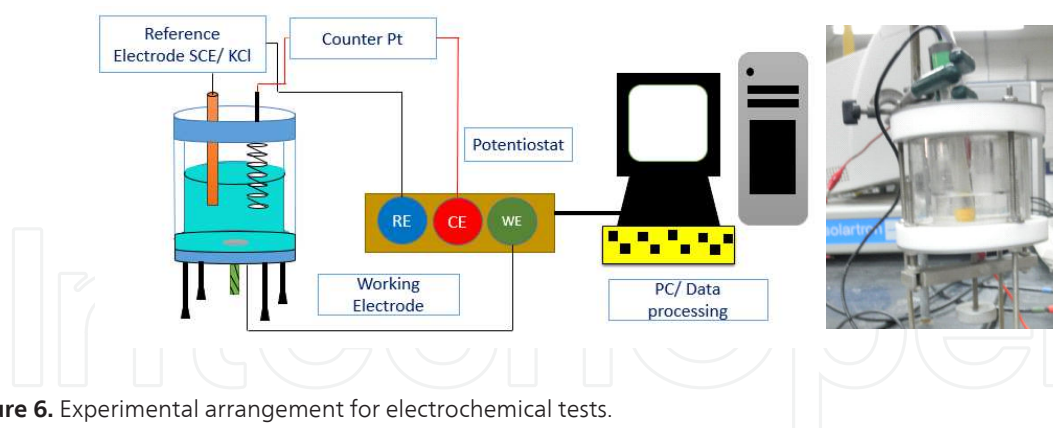 Reference
Electrode SCE/ KCl
Counter Pt
Potentiostat
RE
CE
WE
Working
Electrode
PC/ Data
processing
olartron
ure 6. Experimental arrangement for electrochemical tests.